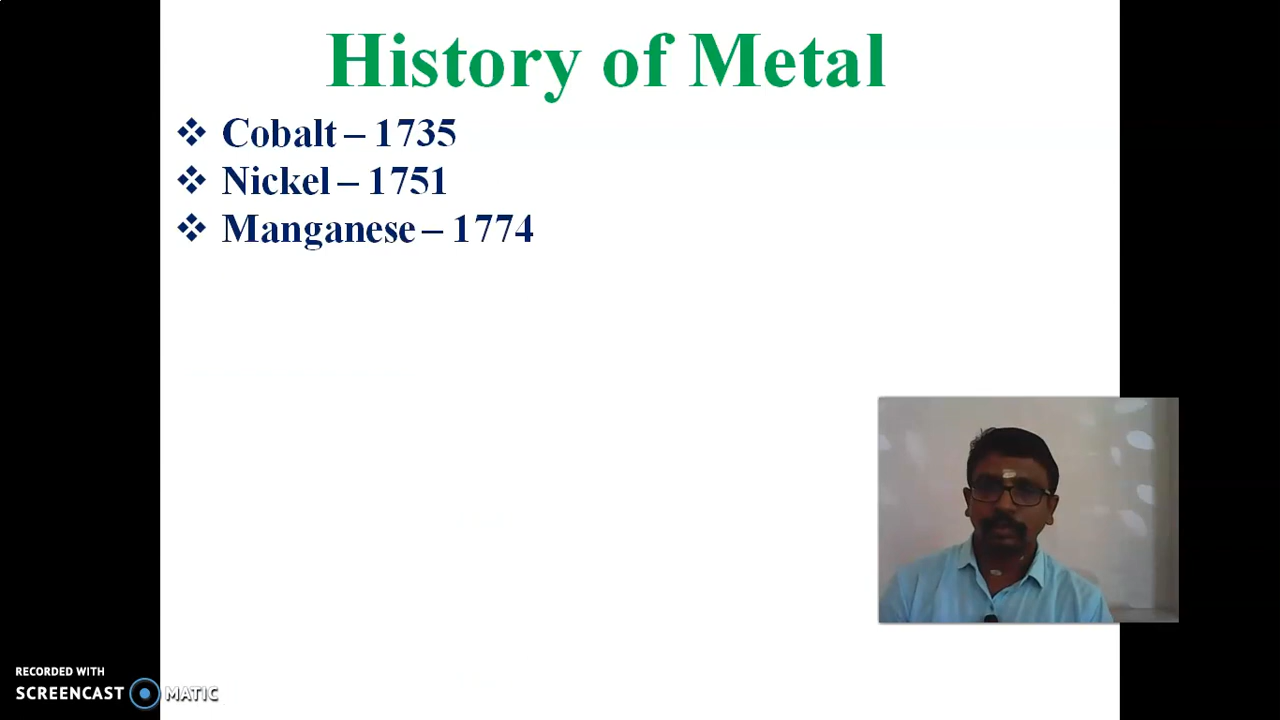 History of Metal
❖ Cobalt – 1735
❖ Nickel – 1751
❖ Manganese – 1774
RECORDED WITH
SCREENCAST MATIC